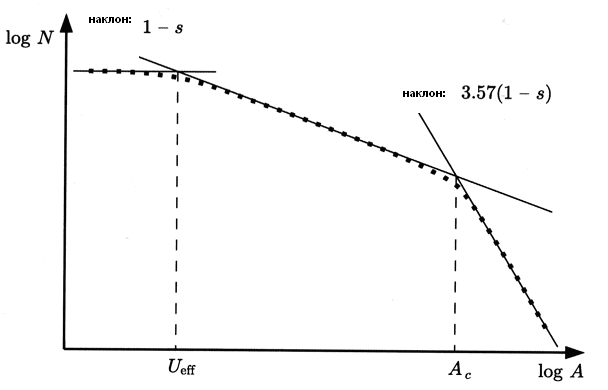 наклон: 1 − s
log N
наклон: 3.57(1 − s)
U_eff
A_c
log A